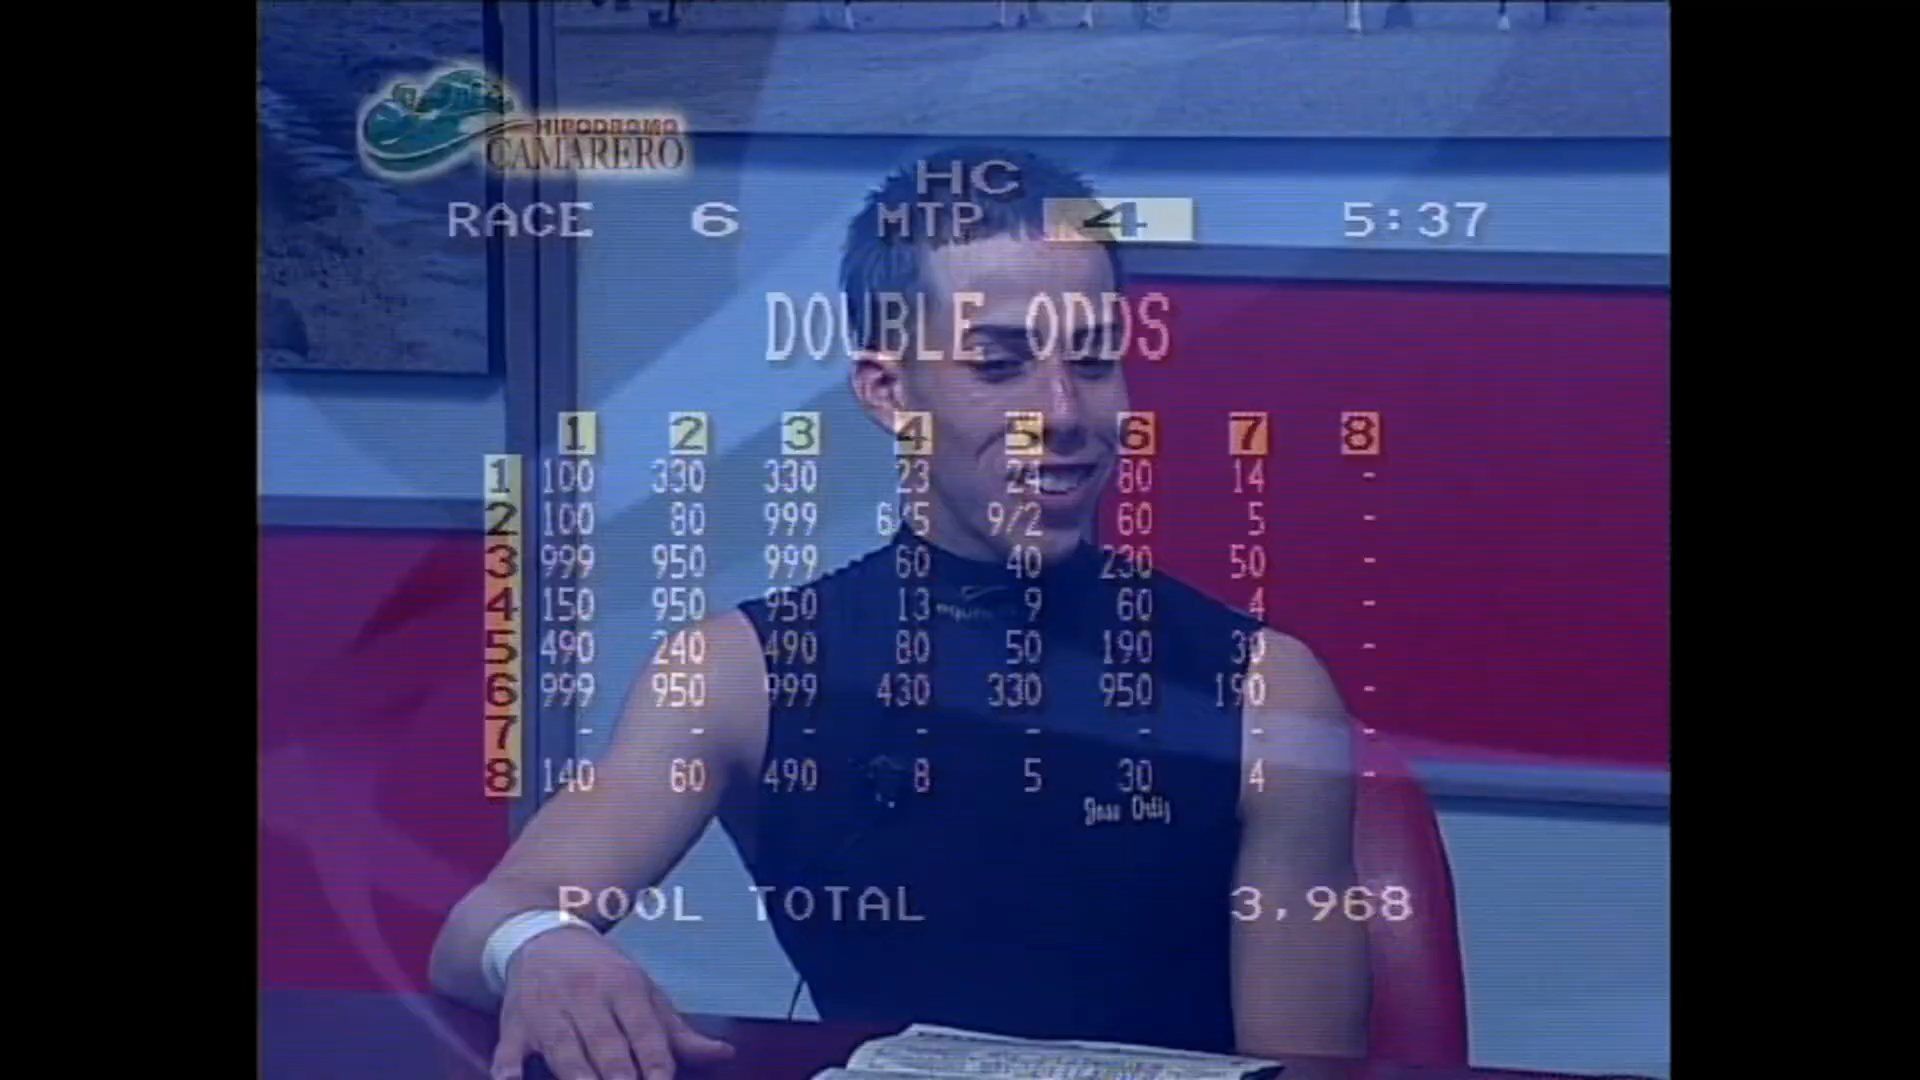 HIPODROMO
CAMARERO
HC
RACE 6 MTP 4 5:37
DOUBLE ODDS
1 2 3 4 5 6 7 8
1 100 330 330 23 24 80 14 -
2 100 80 999 6/5 9/2 60 5 -
3 999 950 999 60 40 230 50 -
4 150 950 950 13 9 60 4 -
5 490 240 490 80 50 190 30 -
6 999 950 999 430 330 950 190 -
7 - - - - - - - -
8 140 60 490 8 5 30 4 -
Jose Ortiz
POOL TOTAL 3,968